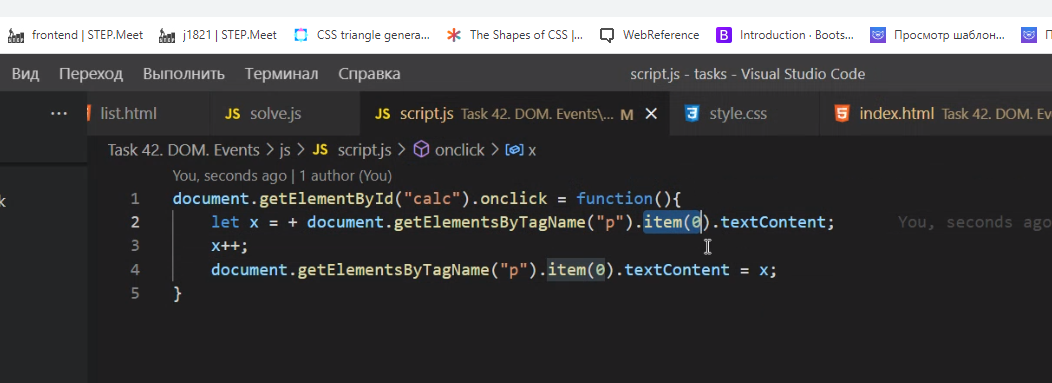 frontend | STEP.Meet j1821 | STEP.Meet CSS triangle genera... The Shapes of CSS |... WebReference B Introduction · Boots... Просмотр шаблон... П
Вид Переход Выполнить Терминал Справка script.js - tasks - Visual Studio Code
... list.html JS solve.js JS script.js Task 42. DOM. Events\... M style.css index.html Task 42. DOM. Ev
Task 42. DOM. Events > js > JS script.js > onclick > x
You, seconds ago | 1 author (You)
1 document.getElementById("calc").onclick = function(){
2 let x = + document.getElementsByTagName("p").item(0).textContent; You, seconds ago
3 x++;
4 document.getElementsByTagName("p").item(0).textContent = x;
5 }